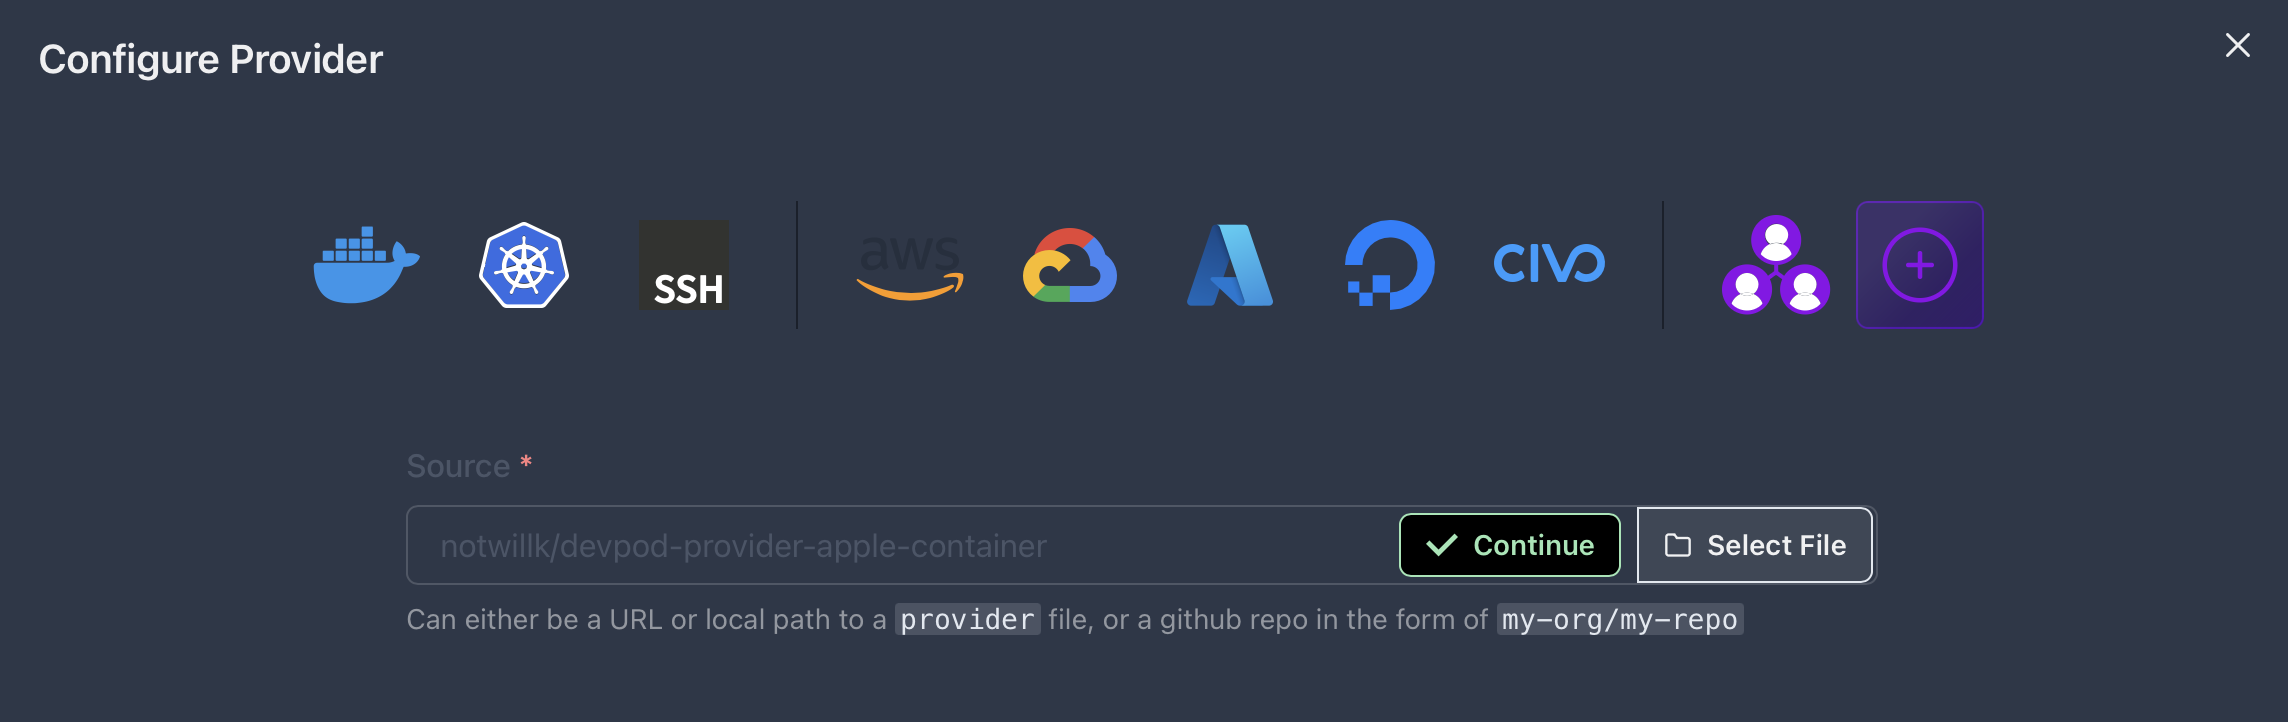 Configure Provider
SSH
aws
CIVO
Source *
notwillk/devpod-provider-apple-container
Continue
Select File
Can either be a URL or local path to a provider file, or a github repo in the form of my-org/my-repo